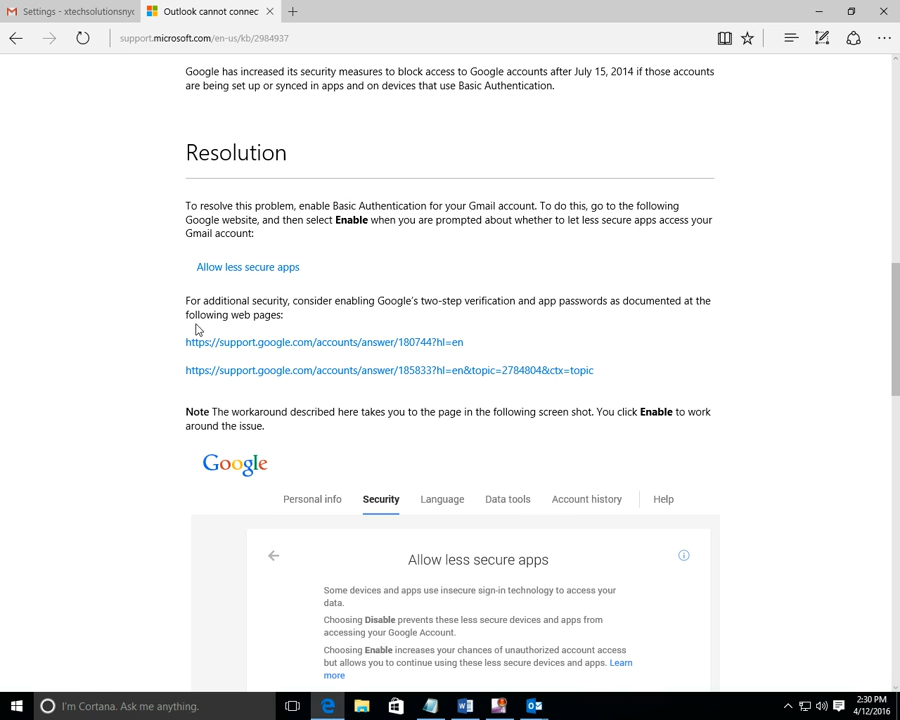 Settings - xtechsolutionsnyc
Outlook cannot connec
support.microsoft.com/en-us/kb/2984937
Google has increased its security measures to block access to Google accounts after July 15, 2014 if those accounts
are being set up or synced in apps and on devices that use Basic Authentication.
Resolution
To resolve this problem, enable Basic Authentication for your Gmail account. To do this, go to the following
Google website, and then select Enable when you are prompted about whether to let less secure apps access your
Gmail account:
Allow less secure apps
For additional security, consider enabling Google's two-step verification and app passwords as documented at the
following web pages:
https://support.google.com/accounts/answer/180744?hl=en
https://support.google.com/accounts/answer/185833?hl=en&topic=2784804&ctx=topic
Note The workaround described here takes you to the page in the following screen shot. You click Enable to work
around the issue.
Google
Personal info Security Language Data tools Account history Help
Allow less secure apps
Some devices and apps use insecure sign-in technology to access your
data.
Choosing Disable prevents these less secure devices and apps from
accessing your Google Account.
Choosing Enable increases your chances of unauthorized account access
but allows you to continue using these less secure devices and apps. Learn
more
I'm Cortana. Ask me anything.
2:30 PM
4/12/2016